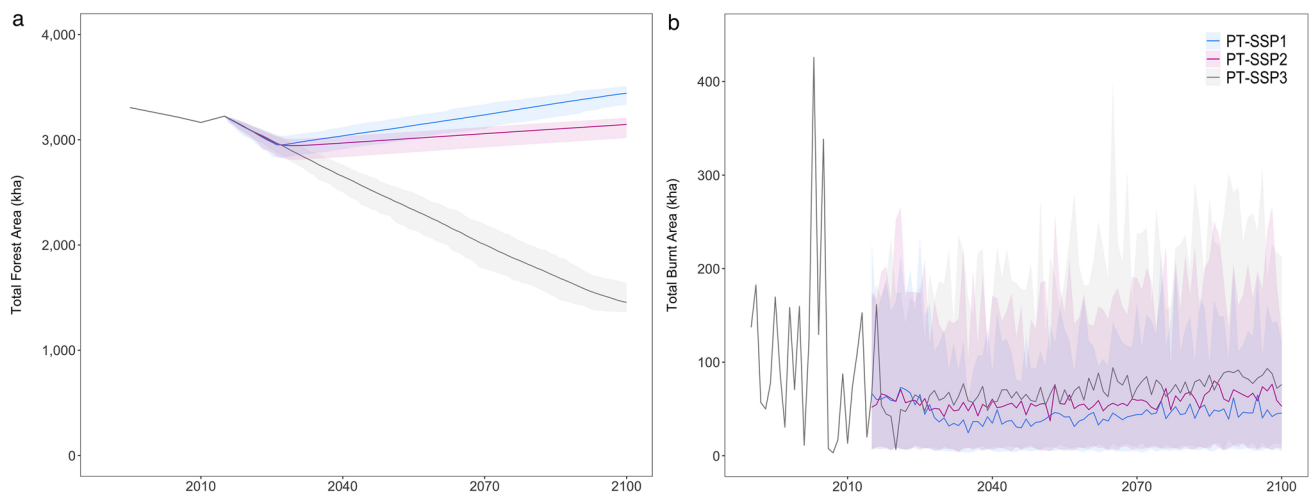 a
Total Forest Area (kha)
4,000
3,000
2,000
1,000
0
2010
2040
2070
2100
b
Total Burnt Area (kha)
400
300
200
100
0
2010
2040
2070
2100
PT-SSP1
PT-SSP2
PT-SSP3